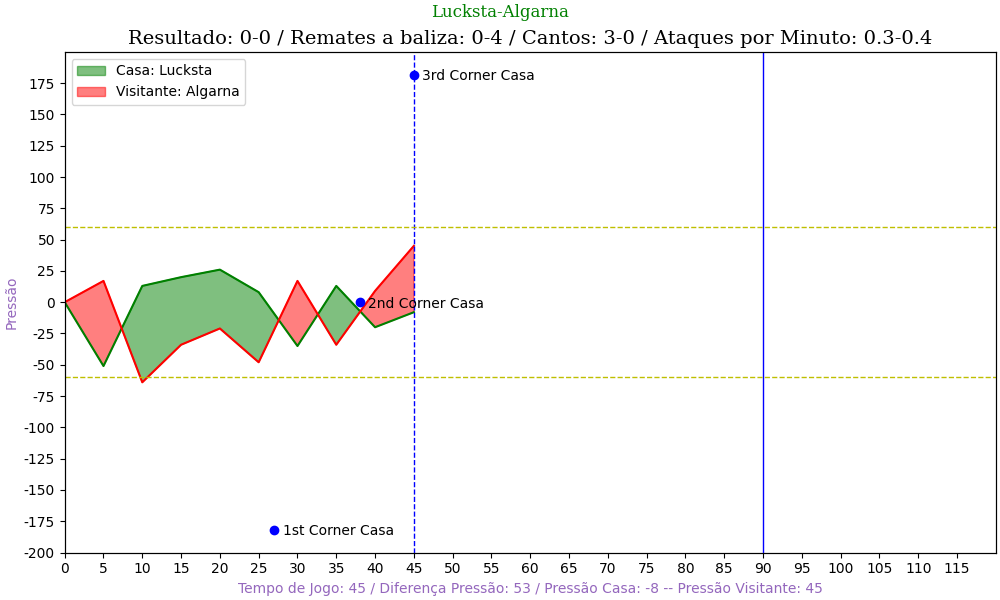 Lucksta-Algarna
Resultado: 0-0 / Remates a baliza: 0-4 / Cantos: 3-0 / Ataques por Minuto: 0.3-0.4
Casa: Lucksta
Visitante: Algarna
3rd Corner Casa
2nd Corner Casa
1st Corner Casa
Pressão
175
150
125
100
75
50
25
0
-25
-50
-75
-100
-125
-150
-175
-200
0 5 10 15 20 25 30 35 40 45 50 55 60 65 70 75 80 85 90 95 100 105 110 115
Tempo de Jogo: 45 / Diferença Pressão: 53 / Pressão Casa: -8 -- Pressão Visitante: 45